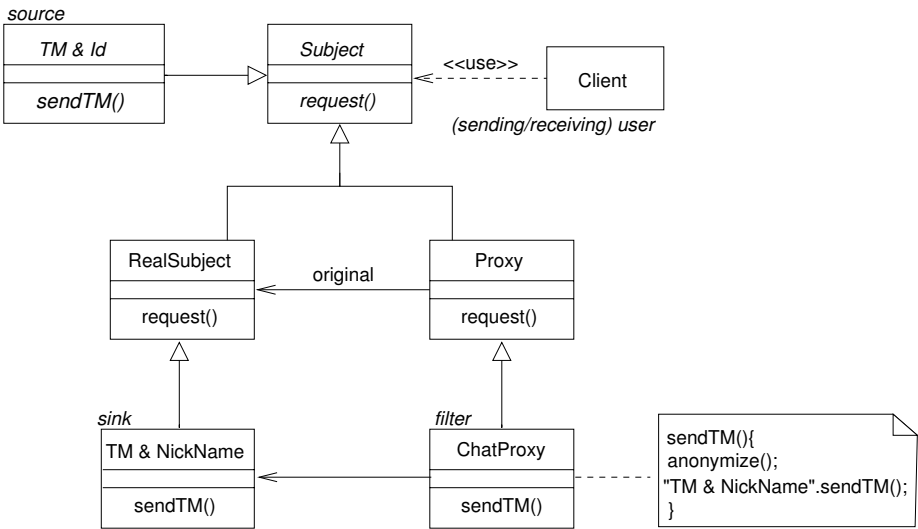 source
TM & Id
sendTM()
Subject
request()
<<use>>
Client
(sending/receiving) user
RealSubject
request()
original
Proxy
request()
sink
TM & NickName
sendTM()
filter
ChatProxy
sendTM()
sendTM(){
anonymize();
"TM & NickName".sendTM();
}